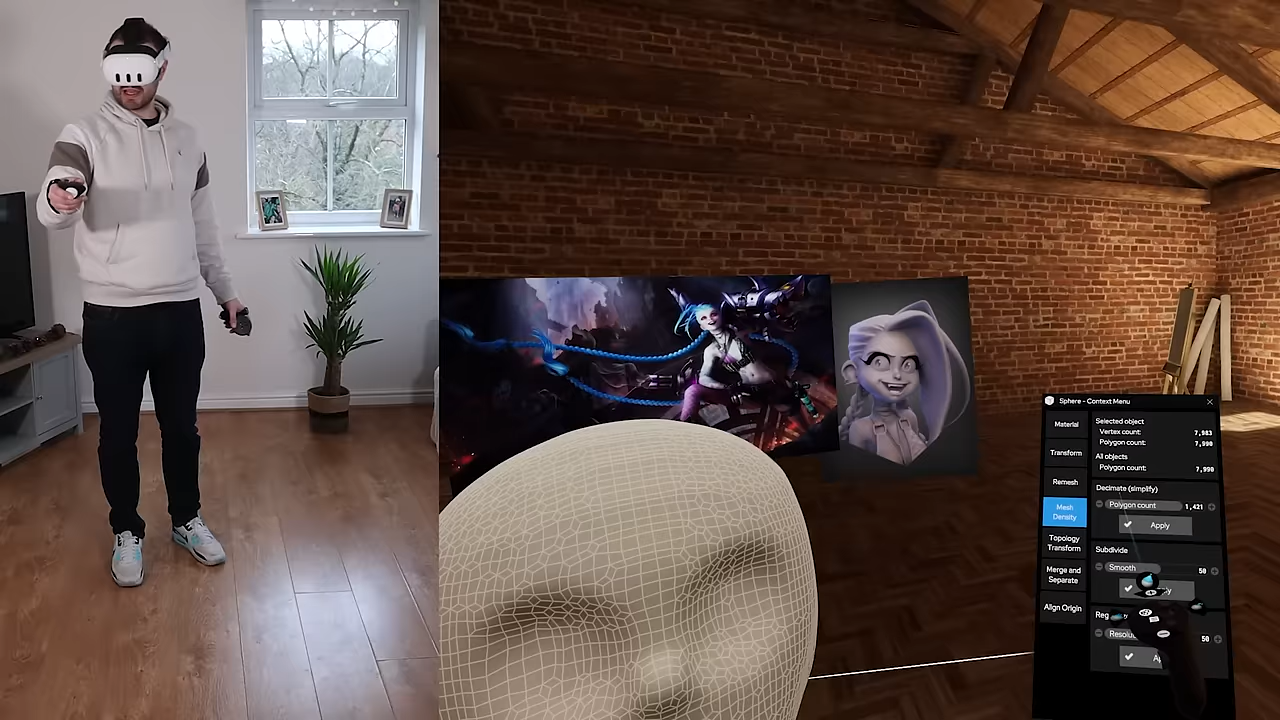 Sphere - Context Menu
Material
Transform
Remesh
Mesh
Density
Topology
Transform
Merge and
Separate
Align Origin
Selected object
Vertex count: 7,983
Polygon count: 7,990
All objects
Polygon count: 7,990
Decimate (simplify)
Polygon count 1,421
Apply
Subdivide
Smooth 50
50